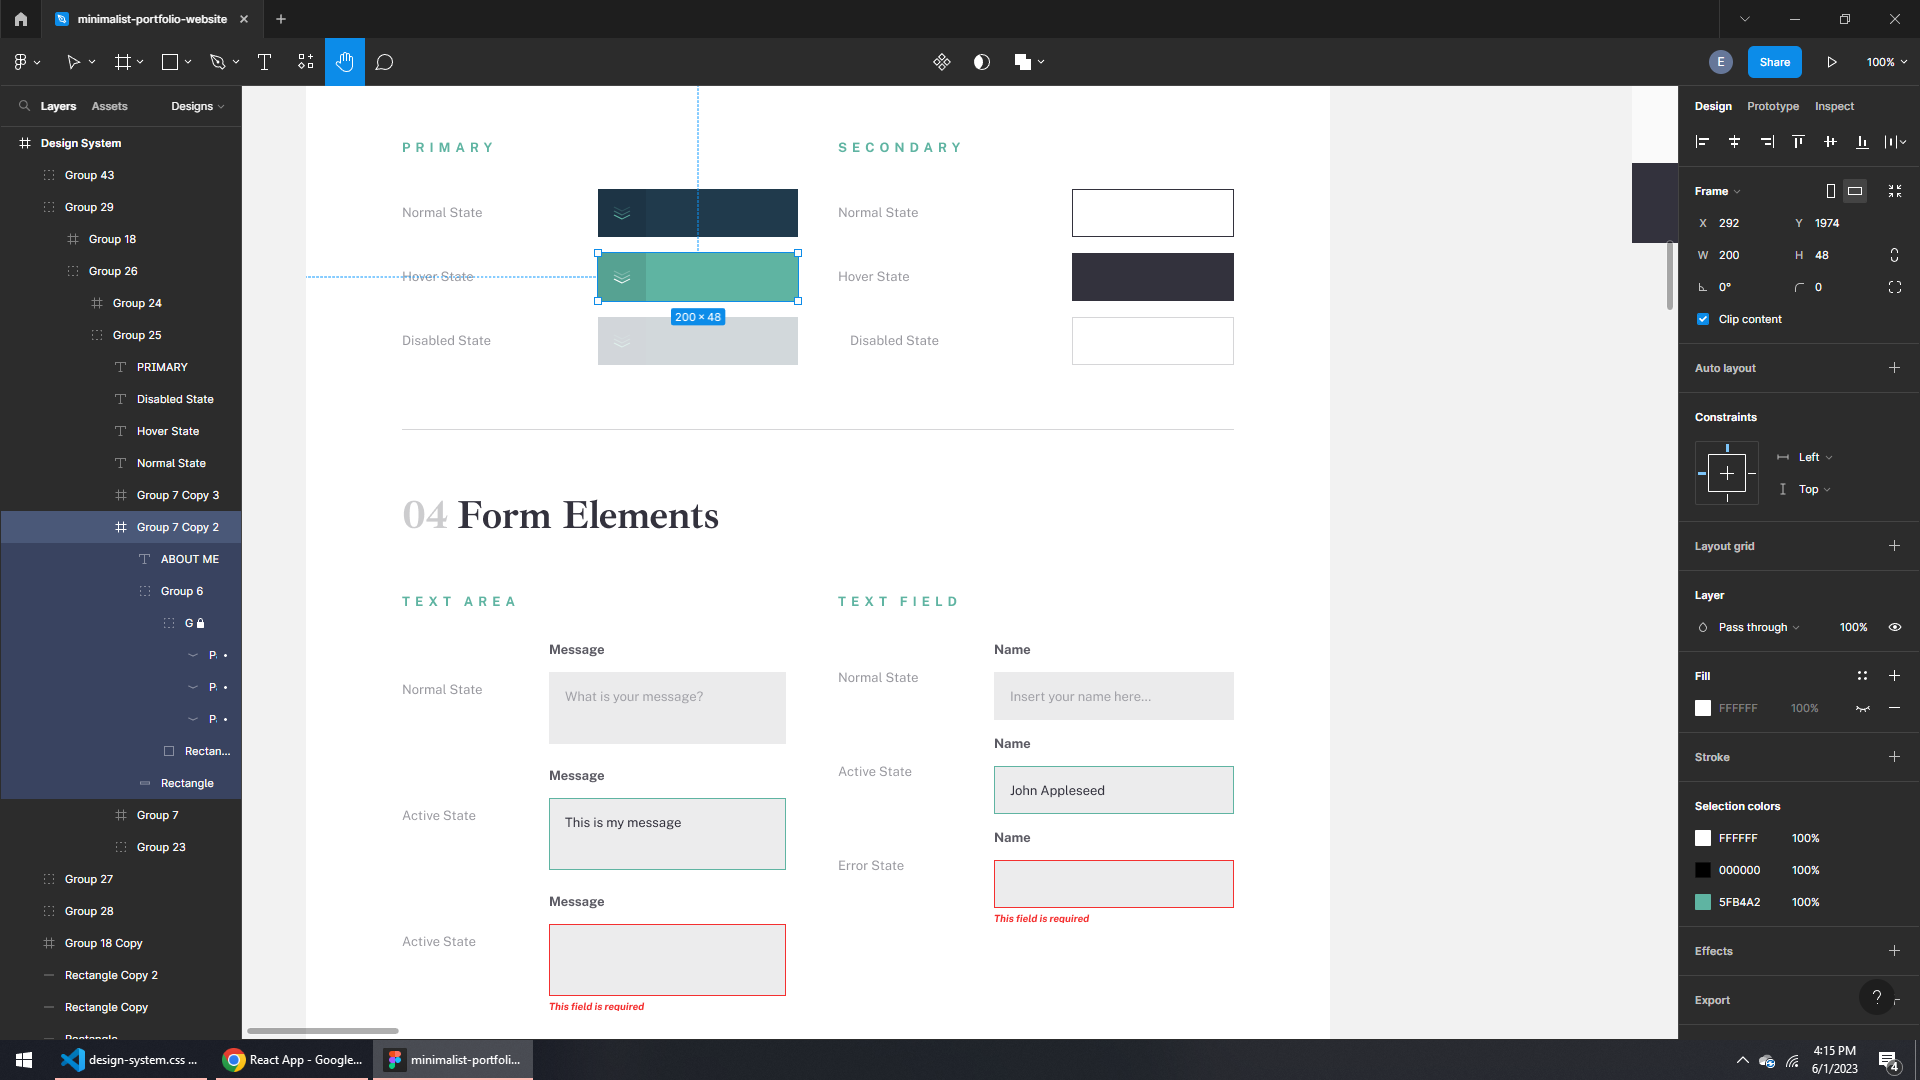 minimalist-portfolio-website
100%
E
Share
Layers
Assets
Designs
Design System
Group 43
Group 29
Group 18
Group 26
Group 24
Group 25
PRIMARY
Disabled State
Hover State
Normal State
Group 7 Copy 3
Group 7 Copy 2
ABOUT ME
Group 6
G
P.
P.
P.
Rectan...
Rectangle
Group 7
Group 23
Group 27
Group 28
Group 18 Copy
Rectangle Copy 2
Rectangle Copy
Rectangle
PRIMARY
Normal State
Hover State
200 × 48
Disabled State
SECONDARY
Normal State
Hover State
Disabled State
04 Form Elements
TEXT AREA
Message
Normal State
What is your message?
Message
Active State
This is my message
Message
Active State
This field is required
TEXT FIELD
Name
Normal State
Insert your name here...
Name
Active State
John Appleseed
Name
Error State
This field is required
Design
Prototype
Inspect
Frame
X 292
Y 1974
W 200
H 48
0°
0
Clip content
Auto layout
Constraints
Left
Top
Layout grid
Layer
Pass through
100%
Fill
FFFFFF
100%
Stroke
Selection colors
FFFFFF 100%
000000 100%
5FB4A2 100%
Effects
Export
?
design-system.css ...
React App - Google...
minimalist-portfoli...
4:15 PM
6/1/2023
4